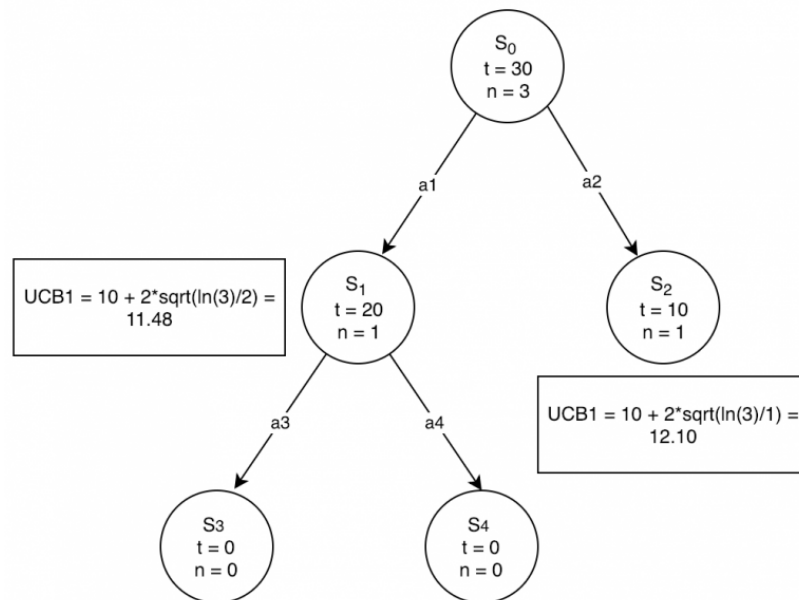 S0
t = 30
n = 3
a1
a2
UCB1 = 10 + 2*sqrt(ln(3)/2) =
11.48
S1
t = 20
n = 1
S2
t = 10
n = 1
UCB1 = 10 + 2*sqrt(ln(3)/1) =
12.10
a3
a4
S3
t = 0
n = 0
S4
t = 0
n = 0